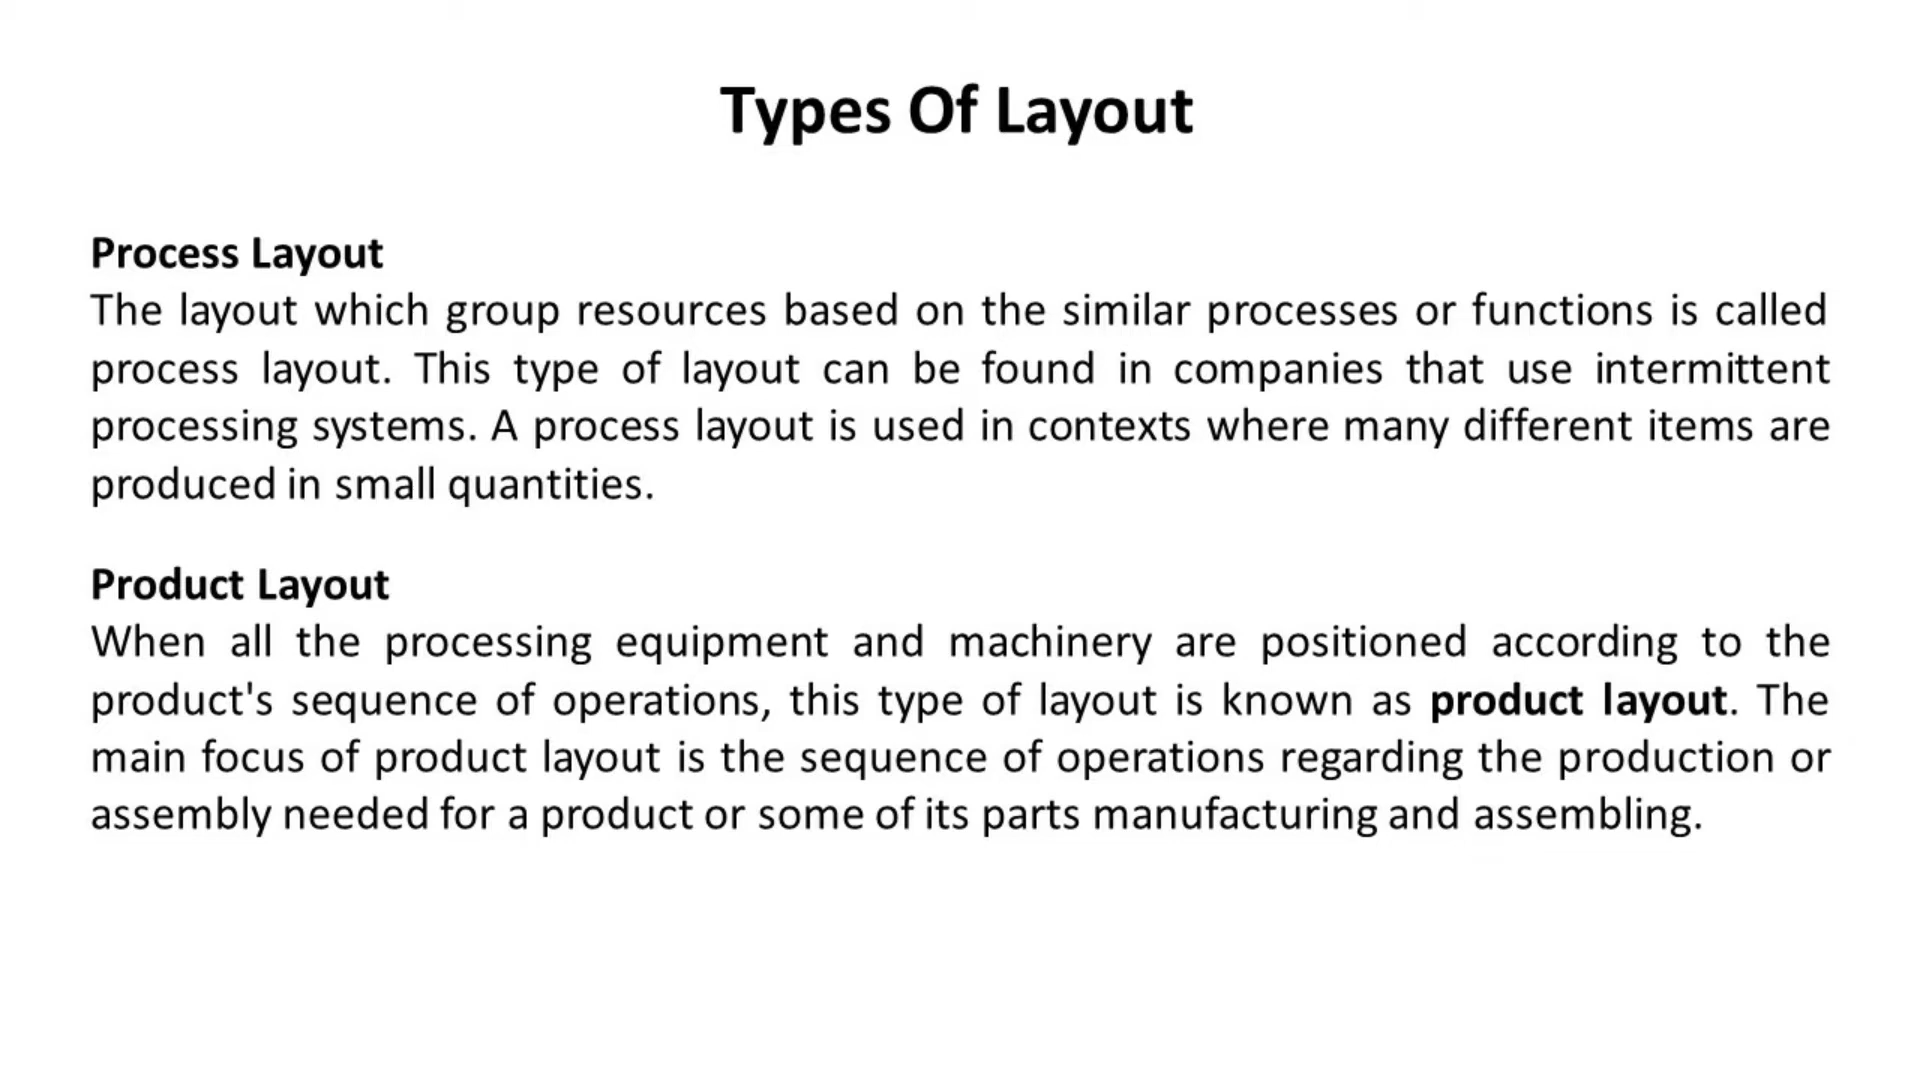 Types Of Layout
Process Layout
The layout which group resources based on the similar processes or functions is called
process layout. This type of layout can be found in companies that use intermittent
processing systems. A process layout is used in contexts where many different items are
produced in small quantities.
Product Layout
When all the processing equipment and machinery are positioned according to the
product's sequence of operations, this type of layout is known as product layout. The
main focus of product layout is the sequence of operations regarding the production or
assembly needed for a product or some of its parts manufacturing and assembling.